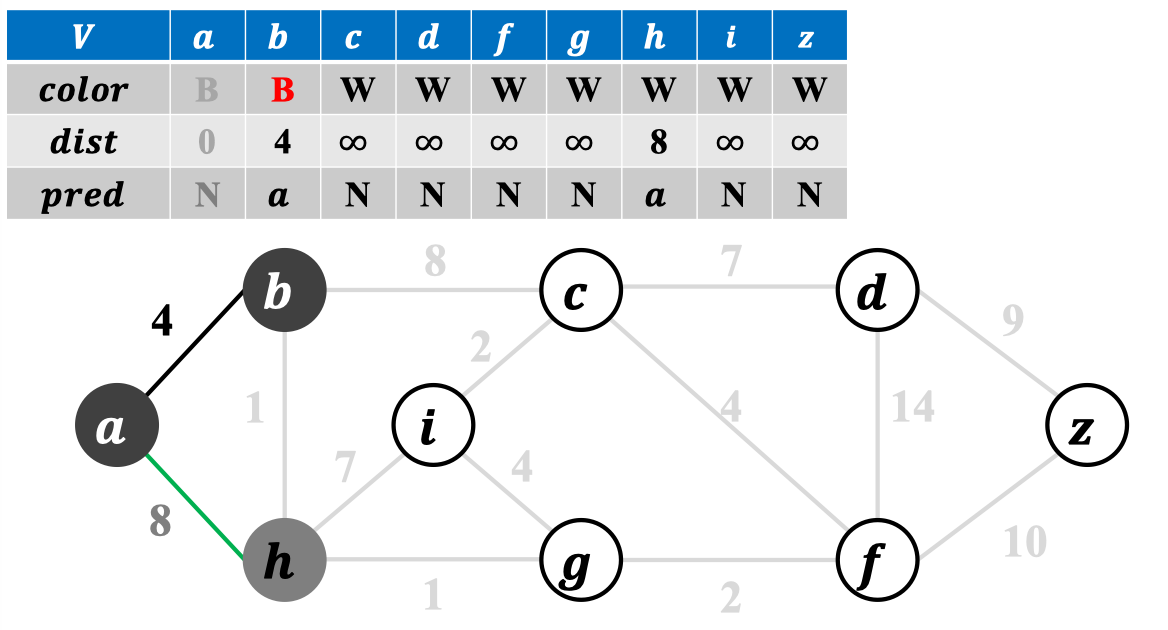 V a b c d f g h i z
color B B W W W W W W W
dist 0 4 ∞ ∞ ∞ ∞ 8 ∞ ∞
pred N a N N N N a N N
8 7
b c d
4 2 9
1 4 14
a i z
7 4
8
h g f
10
1 2